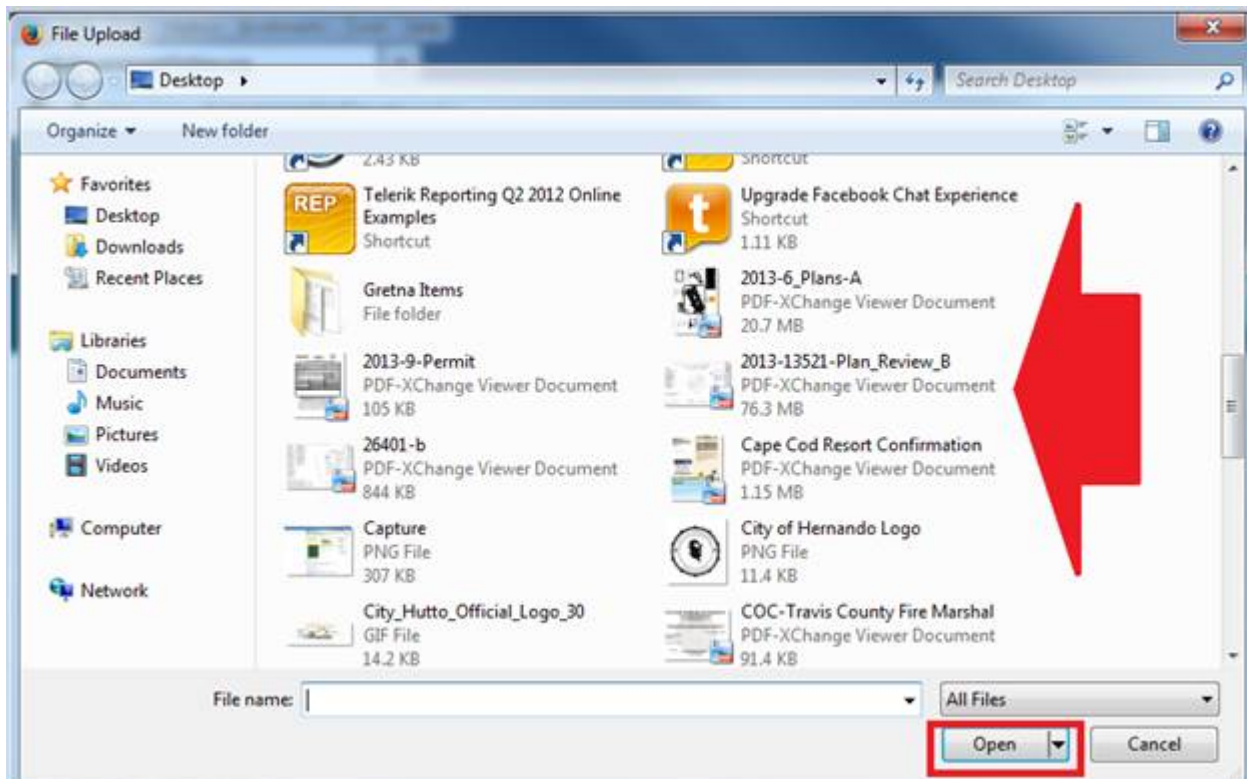 File Upload
Desktop
Search Desktop
Organize
New folder
Favorites
Desktop
Downloads
Recent Places
Libraries
Documents
Music
Pictures
Videos
Computer
Network
2.43 KB
Shortcut
REP
Telerik Reporting Q2 2012 Online
Examples
Shortcut
t
Upgrade Facebook Chat Experience
Shortcut
1.11 KB
Gretna Items
File folder
2013-6_Plans-A
PDF-XChange Viewer Document
20.7 MB
2013-9-Permit
PDF-XChange Viewer Document
105 KB
2013-13521-Plan_Review_B
PDF-XChange Viewer Document
76.3 MB
26401-b
PDF-XChange Viewer Document
844 KB
Cape Cod Resort Confirmation
PDF-XChange Viewer Document
1.15 MB
Capture
PNG File
307 KB
City of Hernando Logo
PNG File
11.4 KB
City_Hutto_Official_Logo_30
GIF File
14.2 KB
COC-Travis County Fire Marshal
PDF-XChange Viewer Document
91.4 KB
File name:
All Files
Open
Cancel